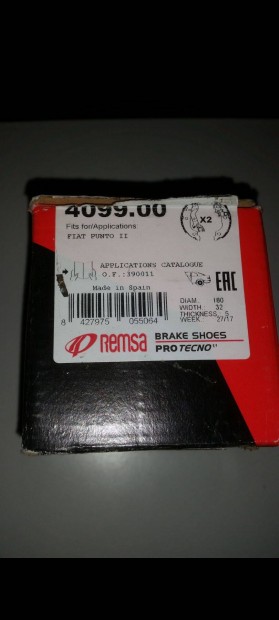 4099.00
X2
Fits for/Applications
FIAT PUNTO II
APPLICATIONS CATALOGUE
O.F.:390011
EAC
Made in Spain
DIAM. 180
WIDTH 32
THICKNESS 5
WEEK 27/17
8 427975 055064
Remsa BRAKE SHOES
PRO TECNO